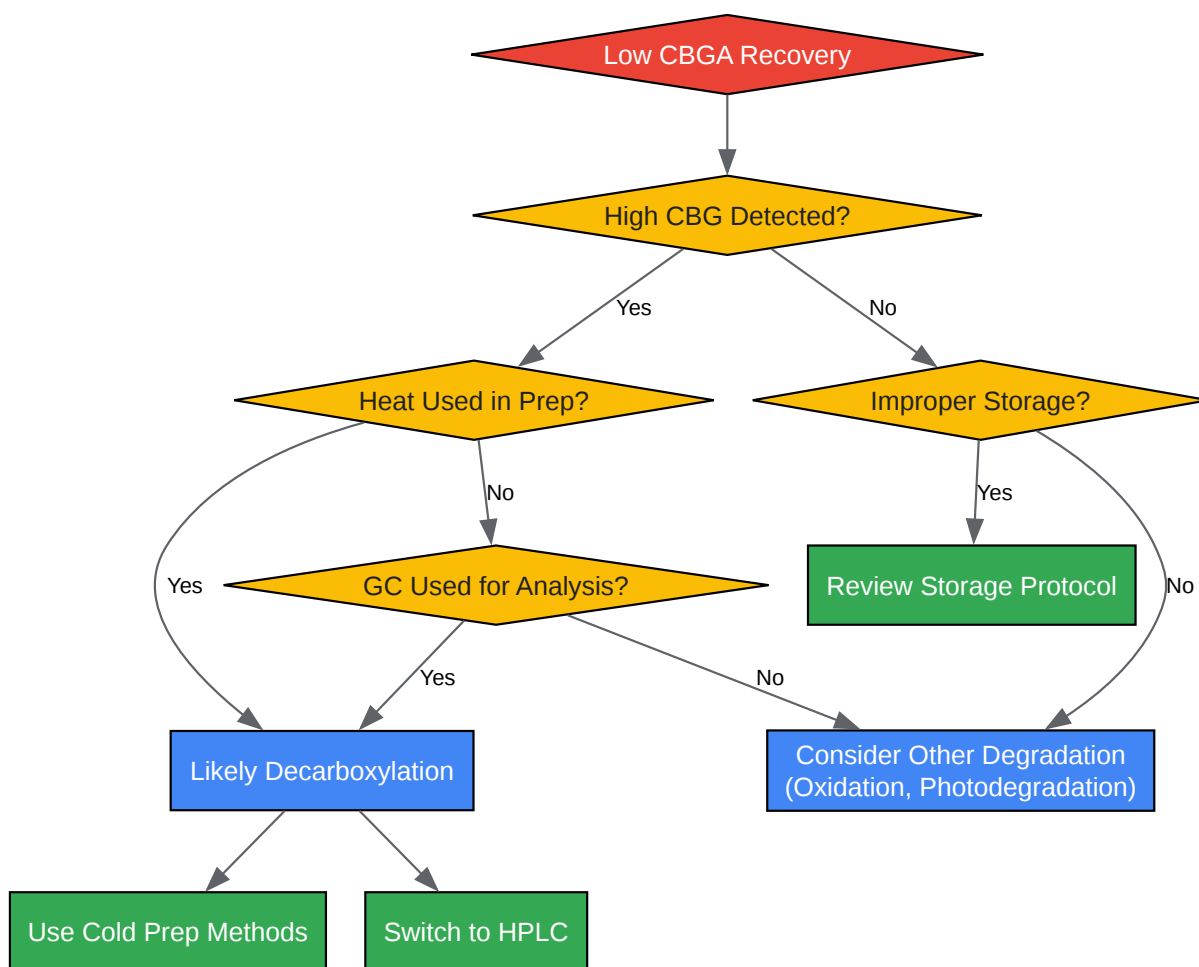 Low CBGA Recovery
High CBG Detected?
Yes
No
Heat Used in Prep?
Improper Storage?
No
Yes
Yes
GC Used for Analysis?
Review Storage Protocol
No
Yes
No
Likely Decarboxylation
Consider Other Degradation
(Oxidation, Photodegradation)
Use Cold Prep Methods
Switch to HPLC